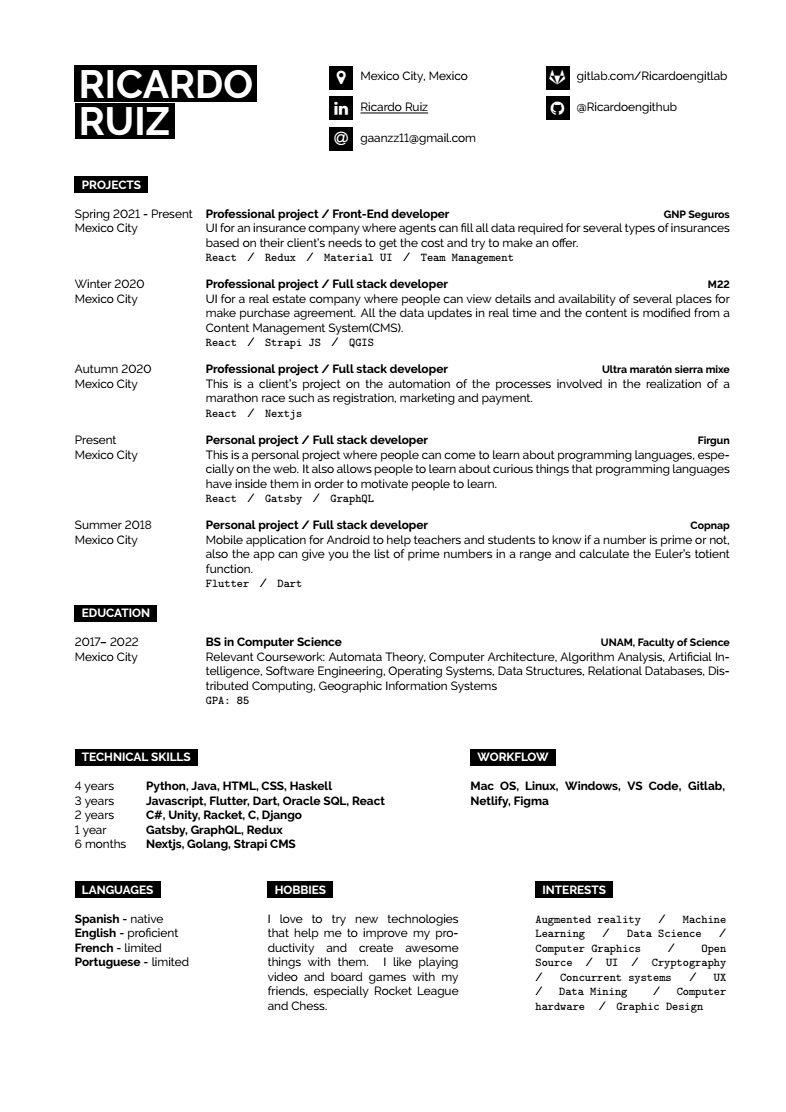 RICARDO
RUIZ
Mexico City, Mexico
Ricardo Ruiz
@ gaanzz11@gmail.com
gitlab.com/Ricardoengitlab
@Ricardoengithub
PROJECTS
Spring 2021 - Present Professional project / Front-End developer GNP Seguros
Mexico City UI for an insurance company where agents can fill all data required for several types of insurances
based on their client's needs to get the cost and try to make an offer.
React / Redux / Material UI / Team Management
Winter 2020 Professional project / Full stack developer M22
Mexico City UI for a real estate company where people can view details and availability of several places for
make purchase agreement. All the data updates in real time and the content is modified from a
Content Management System(CMS).
React / Strapi JS / QGIS
Autumn 2020 Professional project / Full stack developer Ultra maratón sierra mixe
Mexico City This is a client's project on the automation of the processes involved in the realization of a
marathon race such as registration, marketing and payment.
React / Nextjs
Present Personal project / Full stack developer Firgun
Mexico City This is a personal project where people can come to learn about programming languages, espe-
cially on the web. It also allows people to learn about curious things that programming languages
have inside them in order to motivate people to learn.
React / Gatsby / GraphQL
Summer 2018 Personal project / Full stack developer Copnap
Mexico City Mobile application for Android to help teachers and students to know if a number is prime or not,
also the app can give you the list of prime numbers in a range and calculate the Euler's totient
function.
Flutter / Dart
EDUCATION
2017– 2022 BS in Computer Science UNAM, Faculty of Science
Mexico City Relevant Coursework: Automata Theory, Computer Architecture, Algorithm Analysis, Artificial In-
telligence, Software Engineering, Operating Systems, Data Structures, Relational Databases, Dis-
tributed Computing, Geographic Information Systems
GPA: 85
TECHNICAL SKILLS
4 years Python, Java, HTML, CSS, Haskell
3 years Javascript, Flutter, Dart, Oracle SQL, React
2 years C#, Unity, Racket, C, Django
1 year Gatsby, GraphQL, Redux
6 months Nextjs, Golang, Strapi CMS
WORKFLOW
Mac OS, Linux, Windows, VS Code, Gitlab,
Netlify, Figma
LANGUAGES
Spanish - native
English - proficient
French - limited
Portuguese - limited
HOBBIES
I love to try new technologies
that help me to improve my pro-
ductivity and create awesome
things with them. I like playing
video and board games with my
friends, especially Rocket League
and Chess.
INTERESTS
Augmented reality / Machine
Learning / Data Science /
Computer Graphics / Open
Source / UI / Cryptography
/ Concurrent systems / UX
/ Data Mining / Computer
hardware / Graphic Design